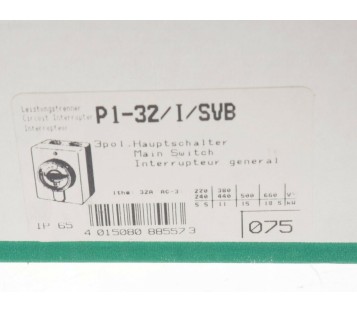 Leistungstrenner
Circuit Interrupter
Interrupteur
P1-32/I/SVB
3pol.Hauptschalter
Main Switch
Interrupteur general
Ithe 32A AC-3
220 380 500 660 V~
240 440
5.5 11 15 18.5 kW
IP 65
4 015080 885573
075